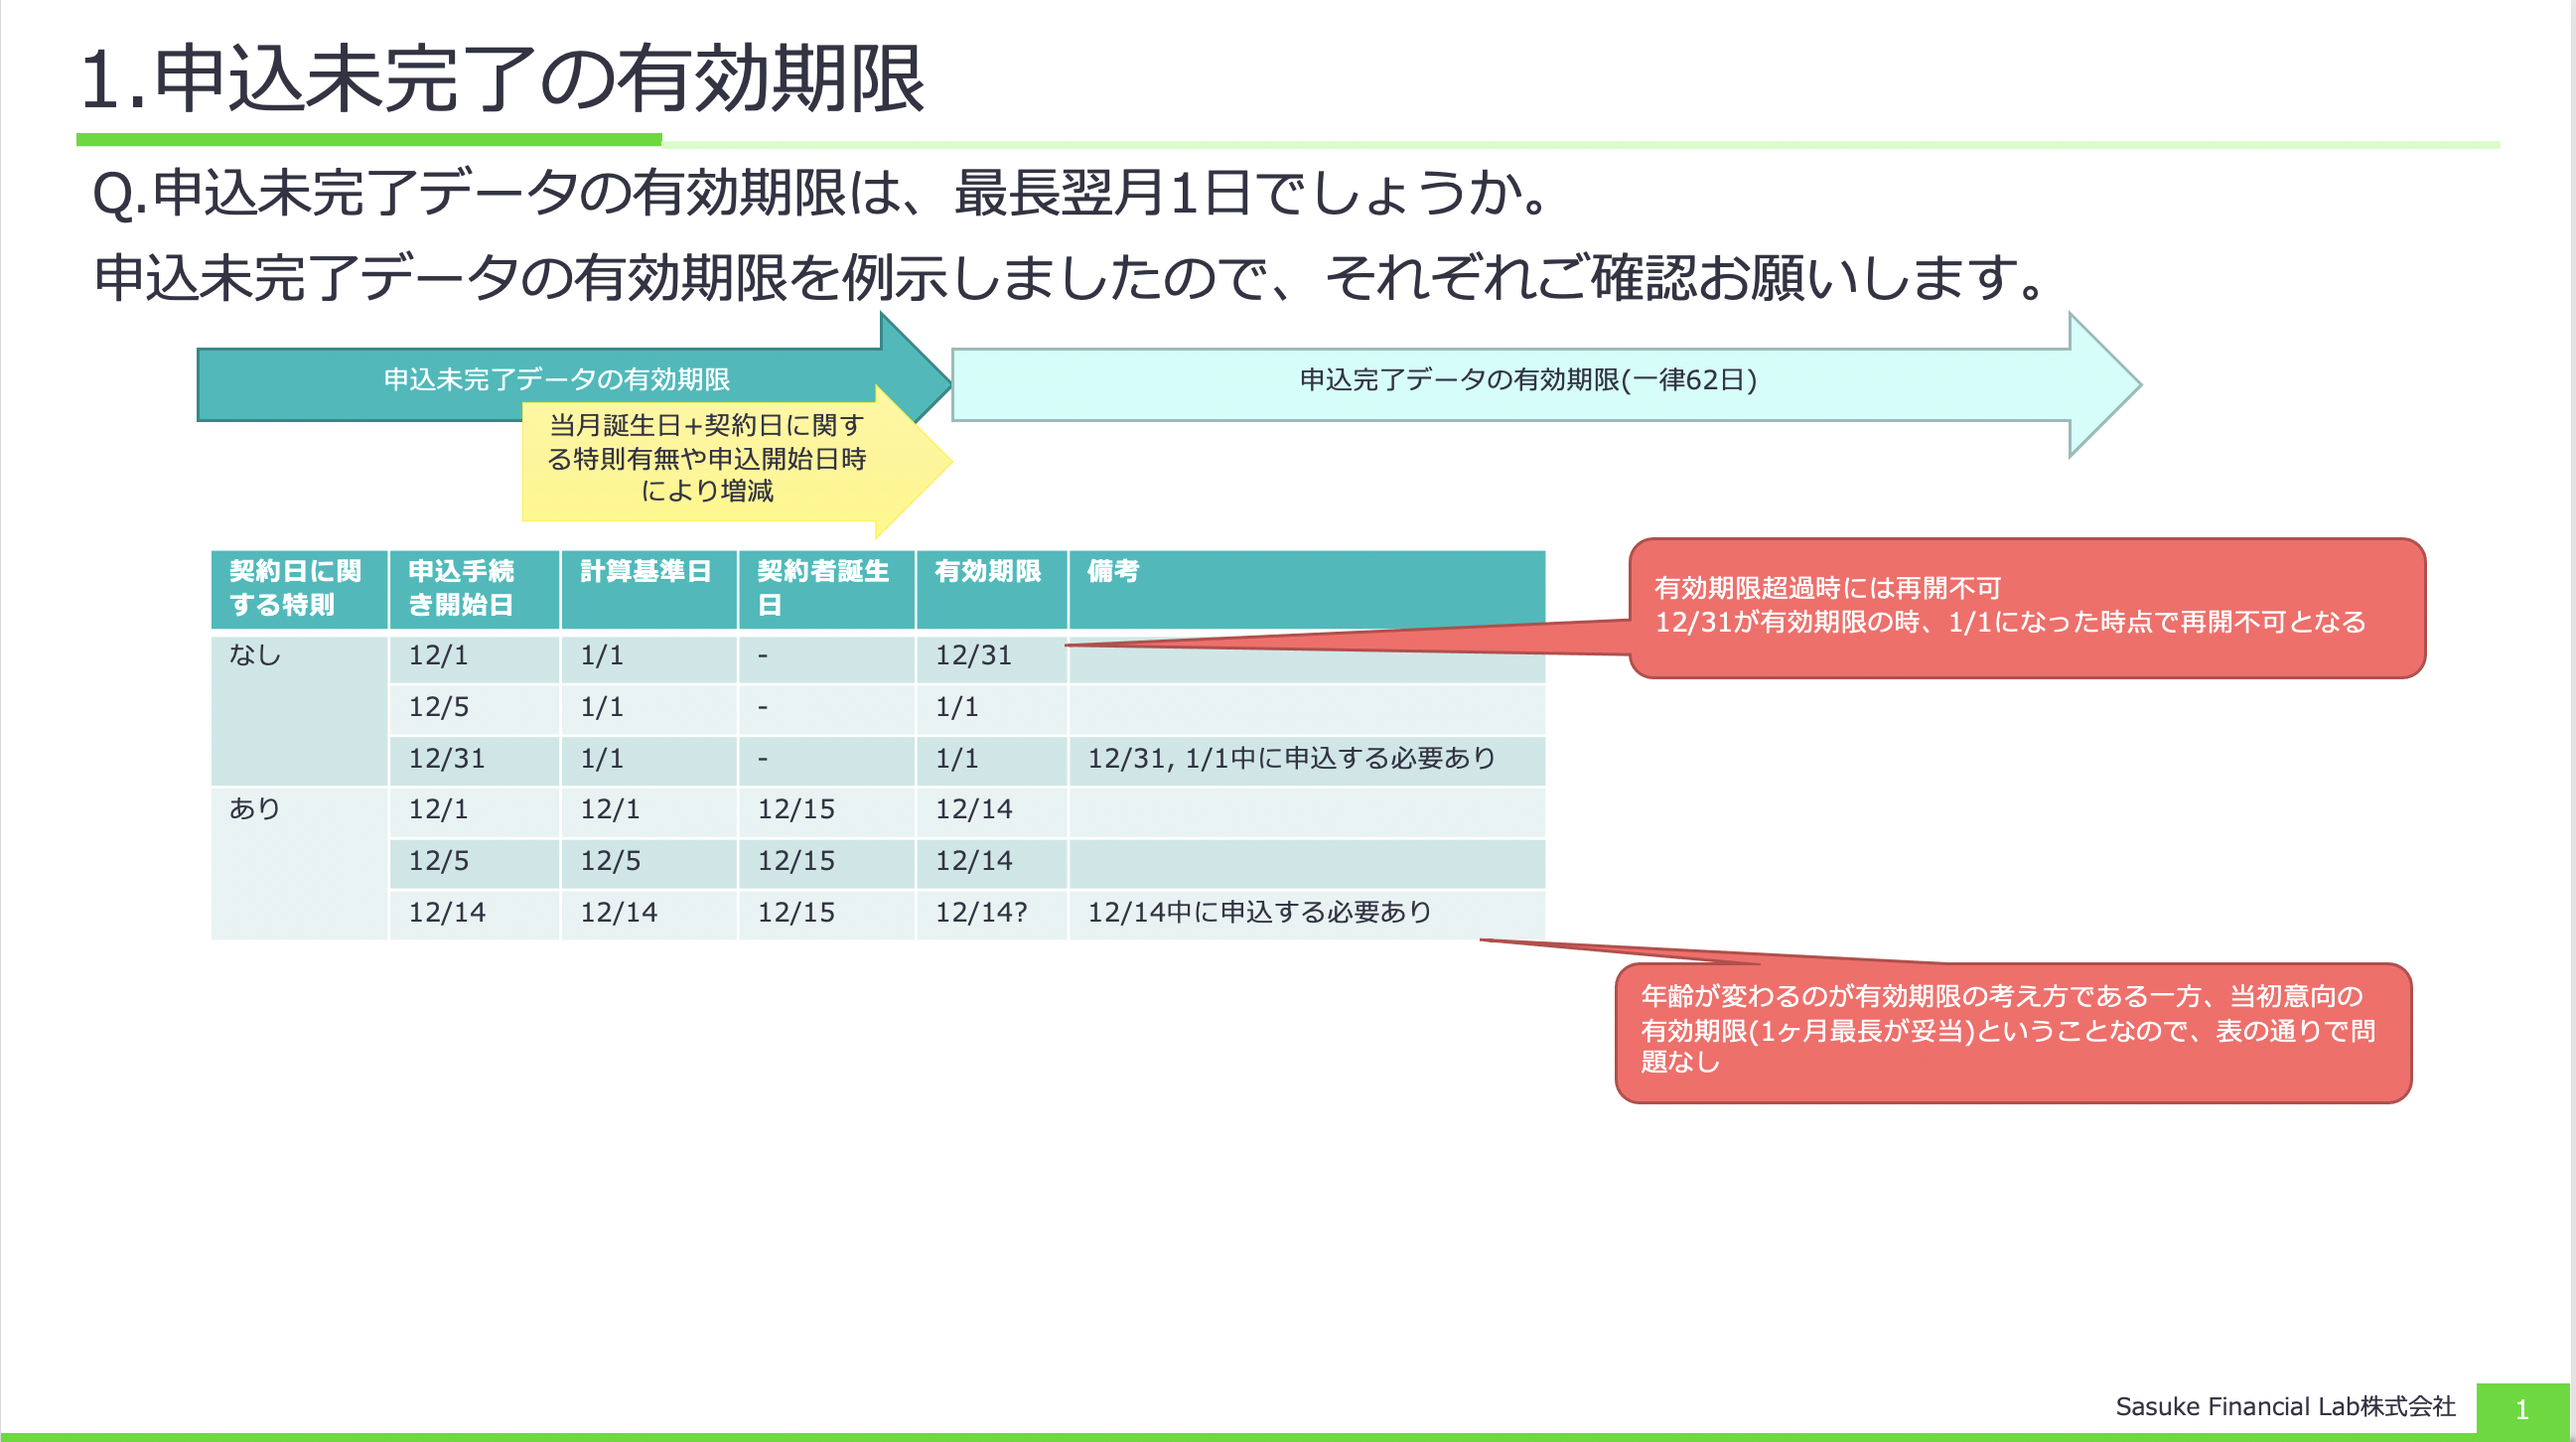 1.申込未完了の有効期限
Q.申込未完了データの有効期限は、最長翌月1日でしょうか。
申込未完了データの有効期限を例示しましたので、それぞれご確認お願いします。
申込未完了データの有効期限
申込完了データの有効期限(一律62日)
当月誕生日+契約日に関す
る特則有無や申込開始日時
により増減
契約日に関
する特則
申込手続
き開始日
計算基準日
契約者誕生
日
有効期限
備考
なし 12/1 1/1 - 12/31
12/5 1/1 - 1/1
12/31 1/1 - 1/1 12/31, 1/1中に申込する必要あり
あり 12/1 12/1 12/15 12/14
12/5 12/5 12/15 12/14
12/14 12/14 12/15 12/14? 12/14中に申込する必要あり
有効期限超過時には再開不可
12/31が有効期限の時、1/1になった時点で再開不可となる
年齢が変わるのが有効期限の考え方である一方、当初意向の
有効期限(1ヶ月最長が妥当)ということなので、表の通りで問
題なし
Sasuke Financial Lab株式会社
1